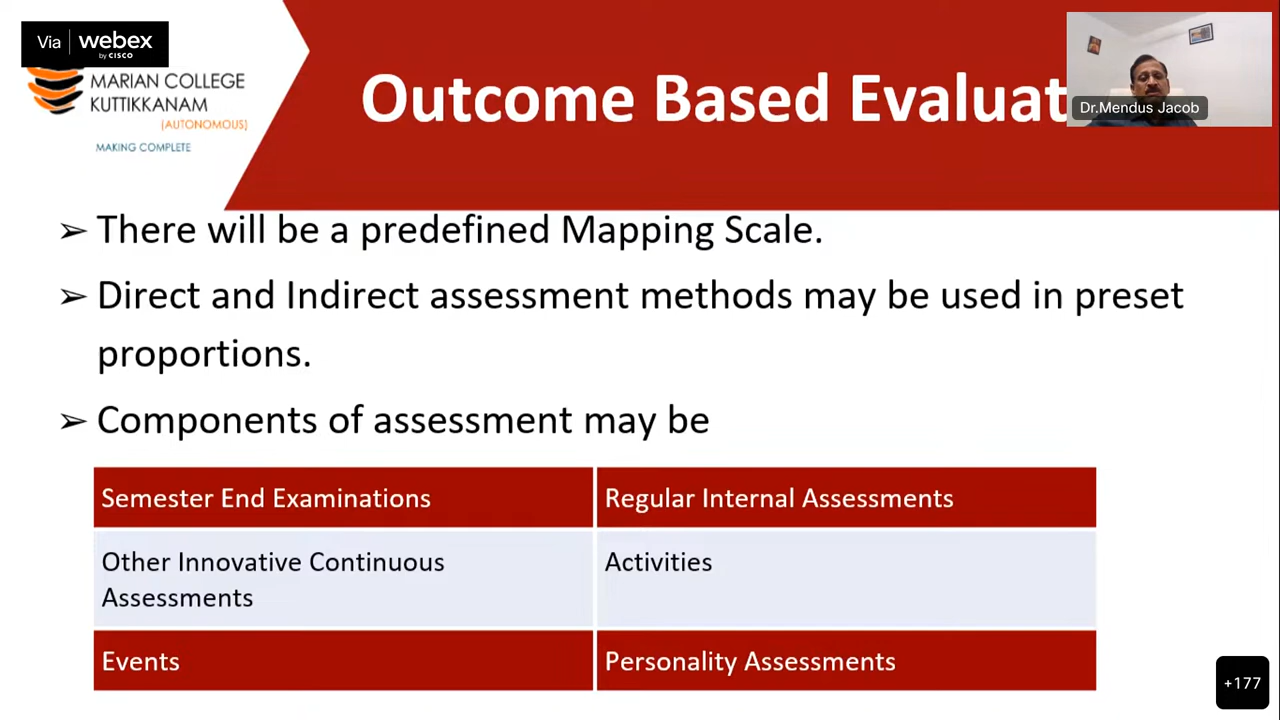 Via webex
by CISCO
MARIAN COLLEGE
KUTTIKKANAM
(AUTONOMOUS)
MAKING COMPLETE
Outcome Based Evaluat
Dr.Mendus Jacob
➢ There will be a predefined Mapping Scale.
➢ Direct and Indirect assessment methods may be used in preset
proportions.
➢ Components of assessment may be
Semester End Examinations
Regular Internal Assessments
Other Innovative Continuous
Assessments
Activities
Events
Personality Assessments
+177